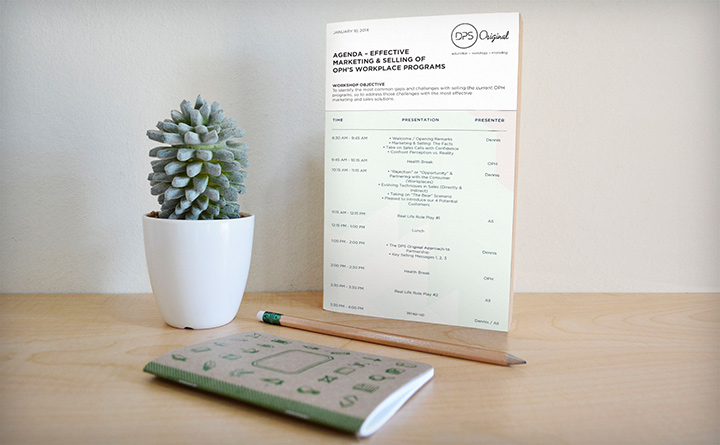 JANUARY 10, 2014
DPS Original
education • workshop • marketing
AGENDA – EFFECTIVE
MARKETING & SELLING OF
OPH'S WORKPLACE PROGRAMS
WORKSHOP OBJECTIVE
To identify the most common gaps and challenges with selling the current OPH
programs, so to address those challenges with the most effective
marketing and sales solutions.
TIME PRESENTATION PRESENTER
8:30 AM - 9:45 AM • Welcome / Opening Remarks Dennis
• Marketing & Selling: The Facts
• Take on Sales Calls with Confidence
• Confront Perception vs. Reality
9:45 AM - 10:15 AM Health Break OPH
10:15 AM - 11:15 AM • "Rejection" or "Opportunity" & Dennis
Partnering with the Consumer
(Workplaces)
• Evolving Techniques in Sales (Directly &
Indirect)
• Taking on "The Bear" Scenario
• Pleased to introduce our 4 Potential
Customers
AM - 12:15 PM Real Life Role Play #1 All
12:15 PM - 1:00 PM Lunch
1:00 PM - 2:00 PM • The DPS Original Approach to Dennis
Partnership
• Key Selling Messages 1, 2, 3
2:00 PM - 2:30 PM Health Break OPH
2:30 PM - 3:30 PM Real Life Role Play #2 All
3:30 PM - 4:00 PM Wrap-up Dennis / All